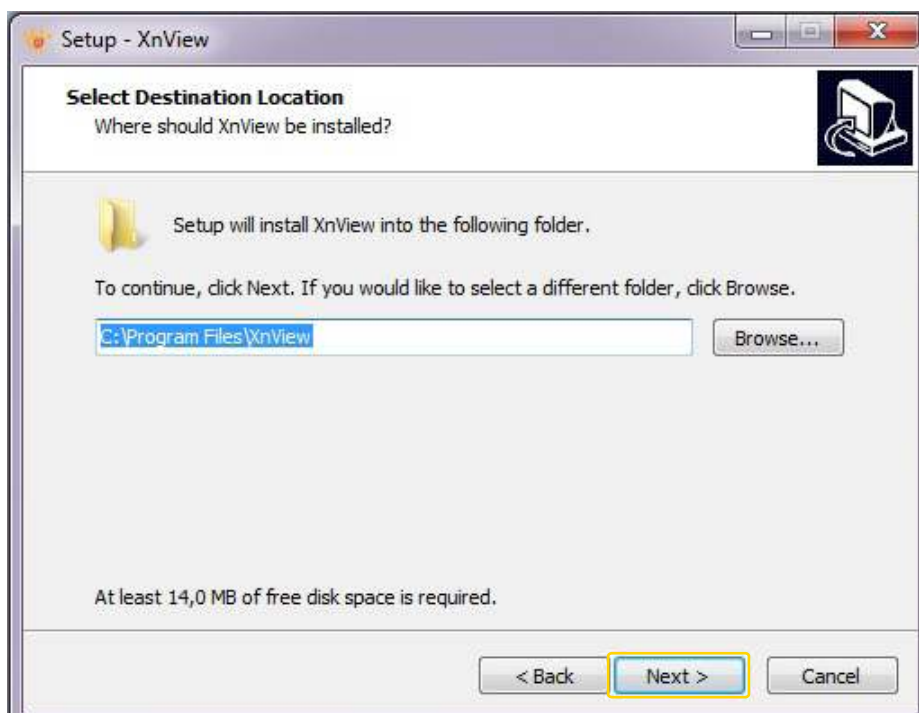 Setup - XnView
Select Destination Location
Where should XnView be installed?
Setup will install XnView into the following folder.
To continue, click Next. If you would like to select a different folder, click Browse.
C:\Program Files\XnView
Browse...
At least 14,0 MB of free disk space is required.
< Back
Next >
Cancel